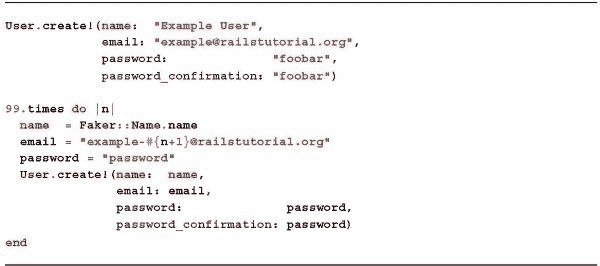 User.create!(name:  "Example User",
             email: "example@railstutorial.org",
             password:              "foobar",
             password_confirmation: "foobar")

99.times do |n|
  name  = Faker::Name.name
  email = "example-#{n+1}@railstutorial.org"
  password = "password"
  User.create!(name:  name,
               email: email,
               password:              password,
               password_confirmation: password)
end